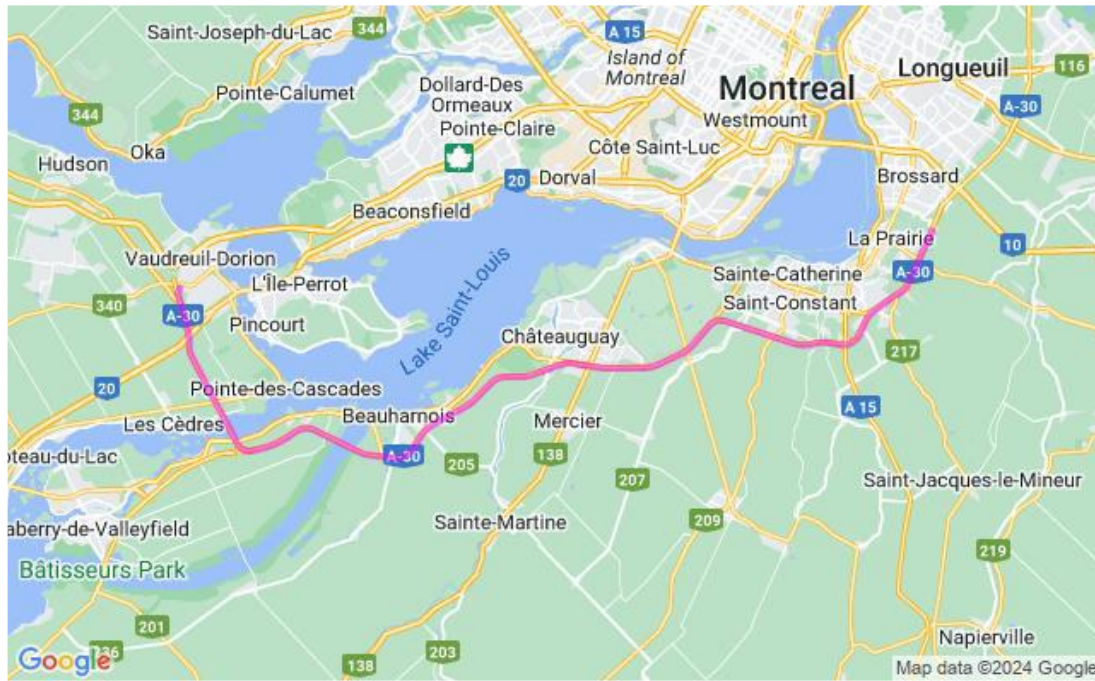 Saint-Joseph-du-Lac
344
A 15
Island of
Montreal
Longueuil
116
Pointe-Calumet
Dollard-Des
Ormeaux
Montreal
A-30
344
Pointe-Claire
Westmount
Hudson
Oka
Côte Saint-Luc
20
Dorval
Brossard
Beaconsfield
La Prairie
10
Vaudreuil-Dorion
Sainte-Catherine
A-30
L'Île-Perrot
340
Saint-Constant
A-30
Pincourt
Lake Saint-Louis
Châteauguay
217
20
Pointe-des-Cascades
A 15
Les Cèdres
Beauharnois
Mercier
oteau-du-Lac
A-30
205
138
207
Saint-Jacques-le-Mineur
aberry-de-Valleyfield
Sainte-Martine
209
219
Bâtisseurs Park
201
Napierville
Google
236
138
203
Map data ©2024 Google